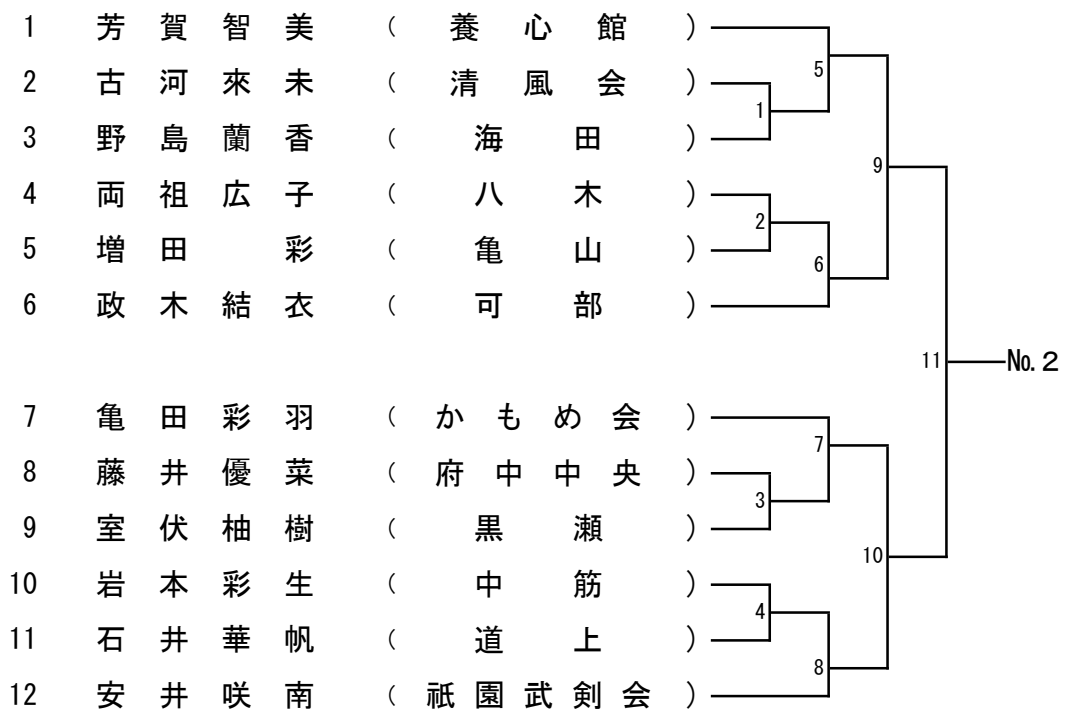 1 芳賀智美 (養心館)
5
2 古河來未 (清風会)
1
3 野島蘭香 (海田)
9
4 両祖広子 (八木)
2
5 増田彩 (亀山)
6
6 政木結衣 (可部)
11 No.2
7 亀田彩羽 (かもめ会)
7
8 藤井優菜 (府中中央)
3
9 室伏柚樹 (黒瀬)
10
10 岩本彩生 (中筋)
4
11 石井華帆 (道上)
8
12 安井咲南 (祇園武剣会)